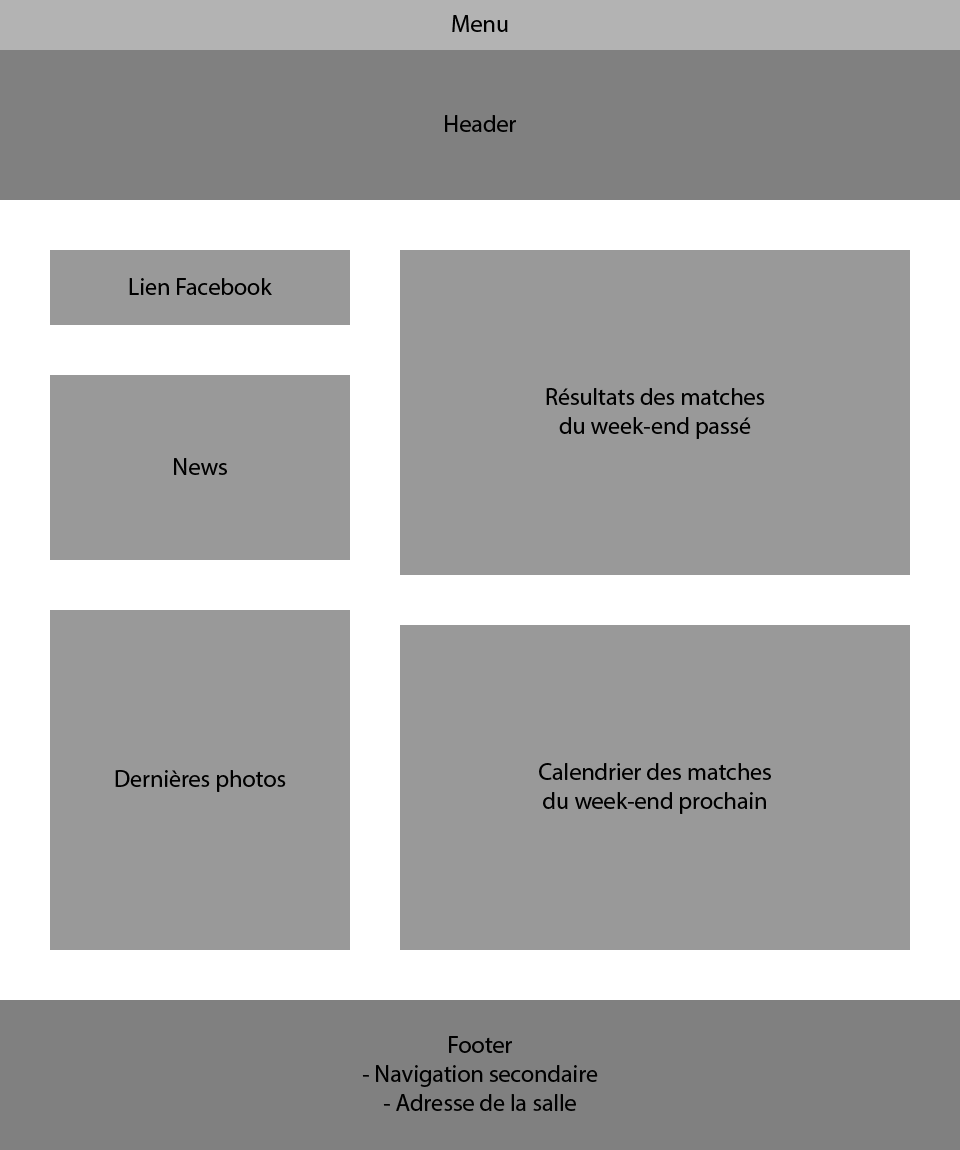 Menu
Header
Lien Facebook
News
Dernières photos
Résultats des matches
du week-end passé
Calendrier des matches
du week-end prochain
Footer
- Navigation secondaire
- Adresse de la salle